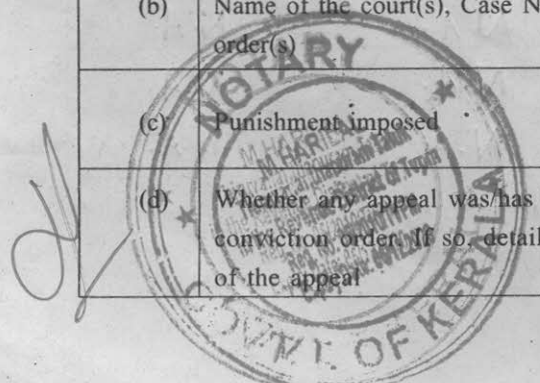 (b) Name of the court(s), Case N
order(s)
(c) Punishment imposed
(d) Whether any appeal was/has
conviction order. If so, detail
of the appeal
NOTARY
M HARI
GOVT. OF KERALA